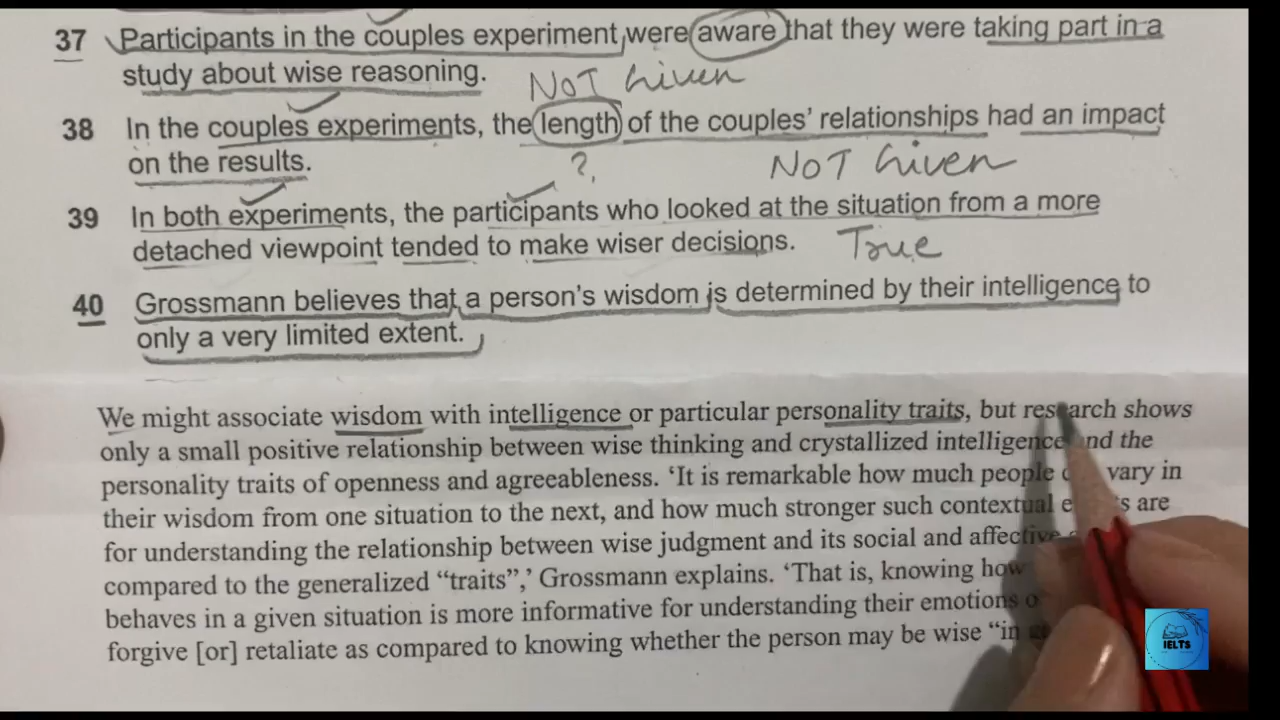 37 Participants in the couples experiment were aware that they were taking part in a
study about wise reasoning. NOT Given
38 In the couples experiments, the length of the couples' relationships had an impact
on the results. ? NOT Given
39 In both experiments, the participants who looked at the situation from a more
detached viewpoint tended to make wiser decisions. True
40 Grossmann believes that a person's wisdom is determined by their intelligence to
only a very limited extent.
We might associate wisdom with intelligence or particular personality traits, but research shows
only a small positive relationship between wise thinking and crystallized intelligence and the
personality traits of openness and agreeableness. 'It is remarkable how much people vary in
their wisdom from one situation to the next, and how much stronger such contextual are
for understanding the relationship between wise judgment and its social and affective
compared to the generalized "traits",' Grossmann explains. 'That is, knowing how
behaves in a given situation is more informative for understanding their emotions
forgive [or] retaliate as compared to knowing whether the person may be wise "in
IELTS